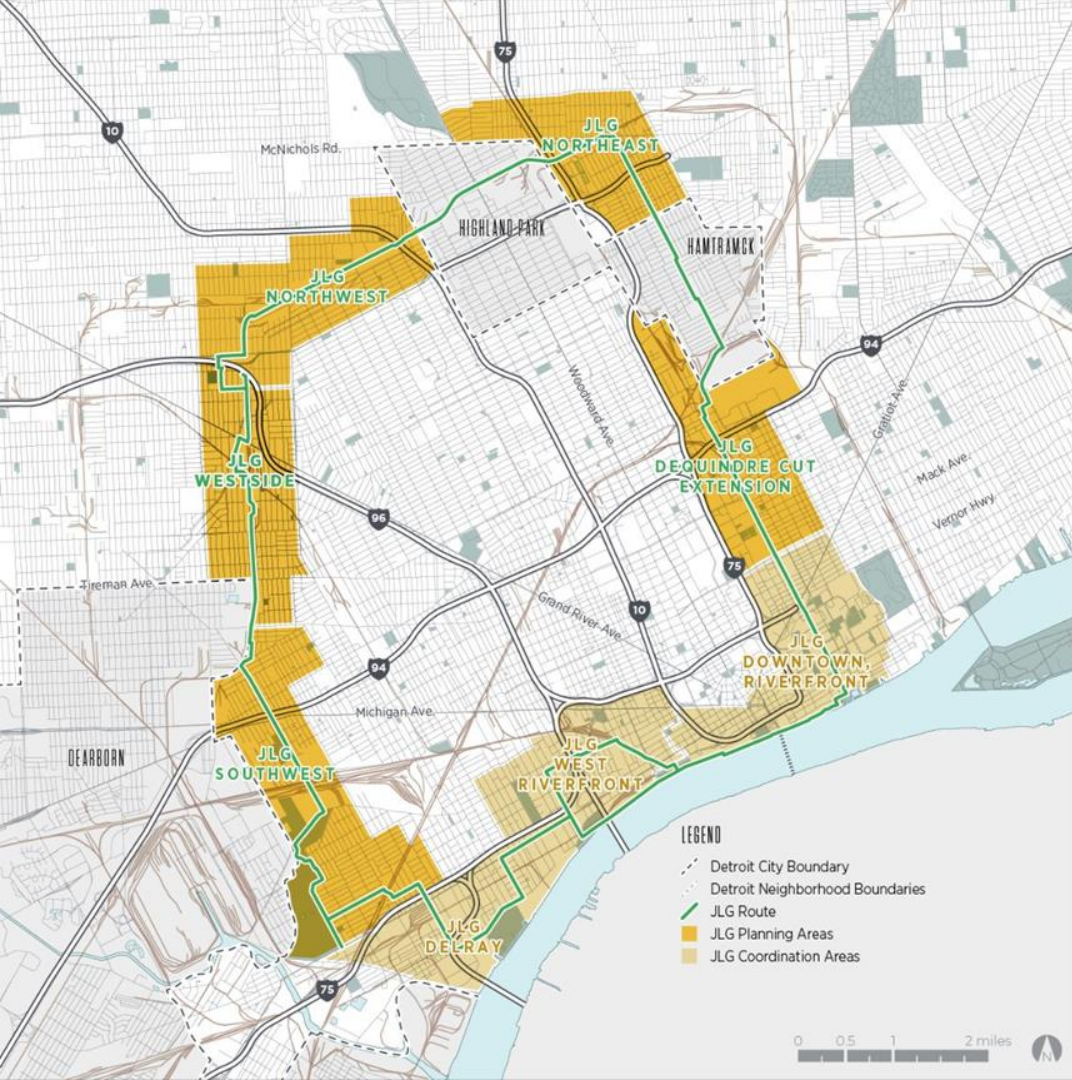 75
10
McNichols Rd.
JLG
NORTHEAST
HIGHLAND PARK
HAMTRAMCK
JLG
NORTHWEST
94
Woodward Ave.
Gratiot Ave.
JLG
DEQUINDRE CUT
EXTENSION
Mack Ave.
Vernor Hwy.
JLG
WESTSIDE
96
75
Tireman Ave.
Grand River Ave.
10
94
JLG
DOWNTOWN,
RIVERFRONT
Michigan Ave.
DEARBORN
JLG
SOUTHWEST
JLG
WEST
RIVERFRONT
LEGEND
Detroit City Boundary
Detroit Neighborhood Boundaries
JLG Route
JLG Planning Areas
JLG Coordination Areas
JLG
DELRAY
75
0 0.5 1 2 miles
N